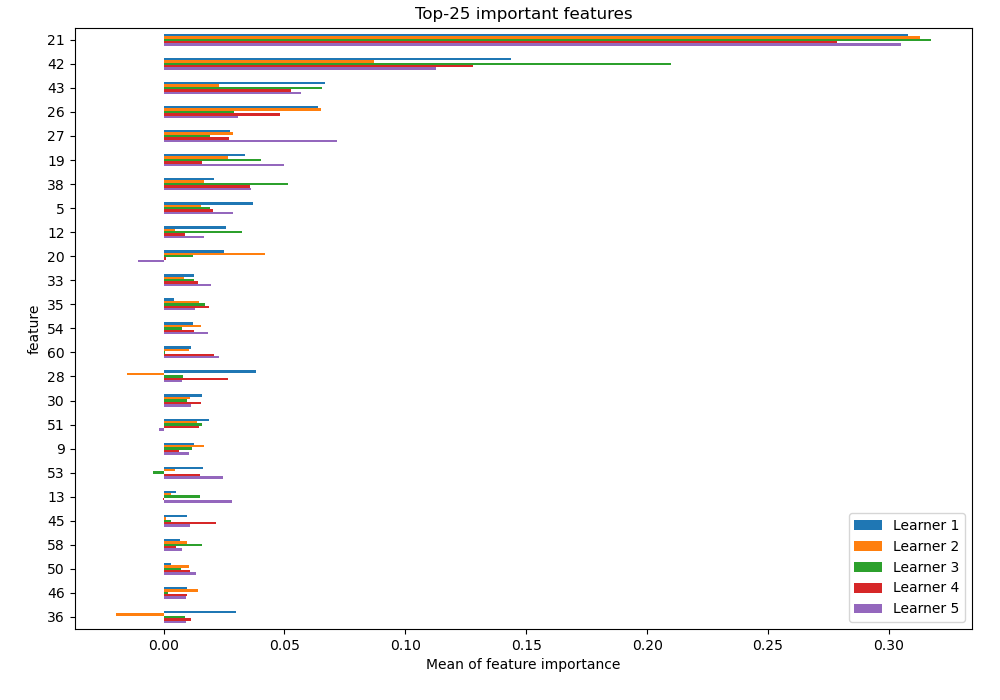 Top-25 important features
21
42
43
26
27
19
38
5
12
20
33
35
54
60
28
30
51
9
53
13
45
58
50
46
36
feature
Learner 1
Learner 2
Learner 3
Learner 4
Learner 5
0.00 0.05 0.10 0.15 0.20 0.25 0.30
Mean of feature importance